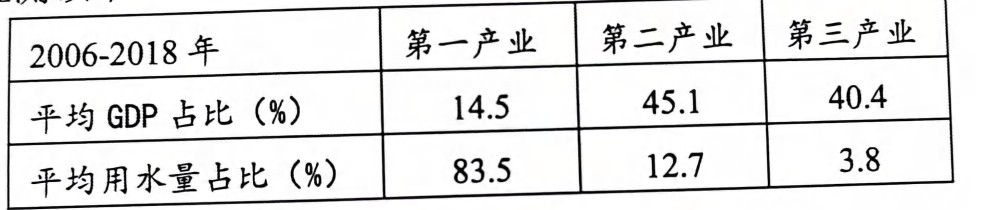 2006-2018 年 第一产业 第二产业 第三产业
平均 GDP 占比（%） 14.5 45.1 40.4
平均用水量占比（%） 83.5 12.7 3.8